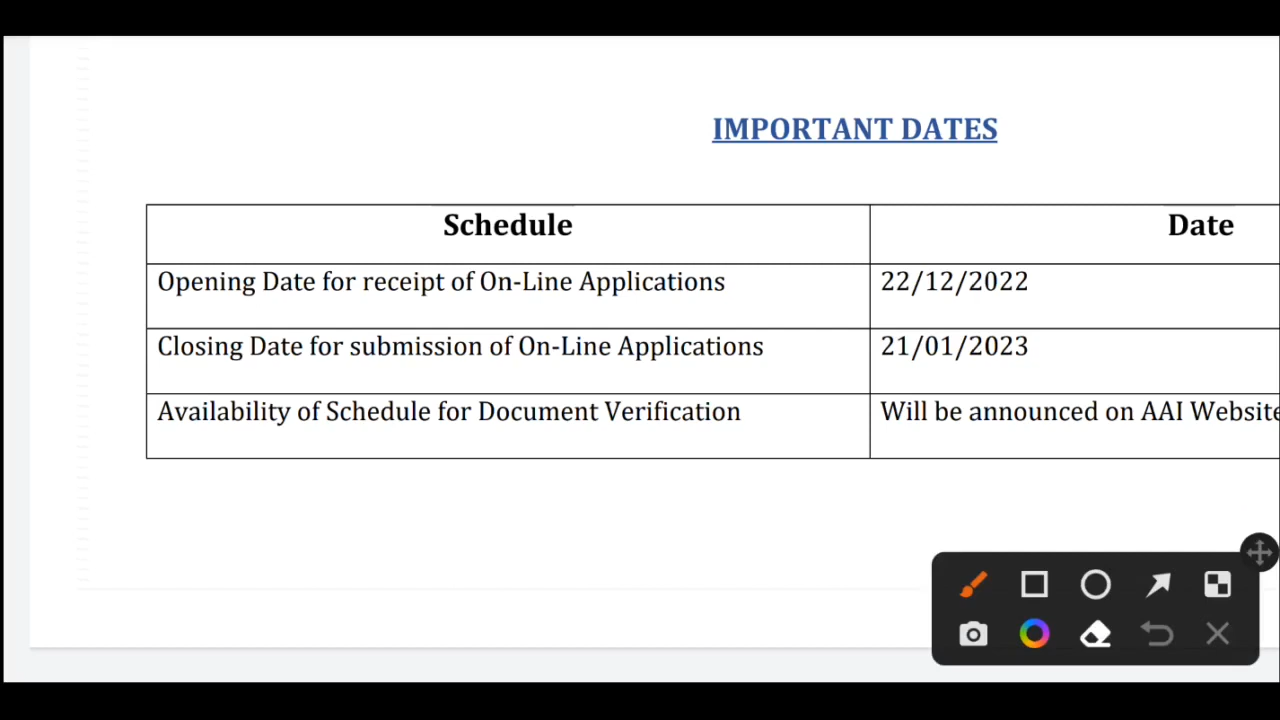 IMPORTANT DATES
Schedule Date
Opening Date for receipt of On-Line Applications 22/12/2022
Closing Date for submission of On-Line Applications 21/01/2023
Availability of Schedule for Document Verification Will be announced on AAI Website